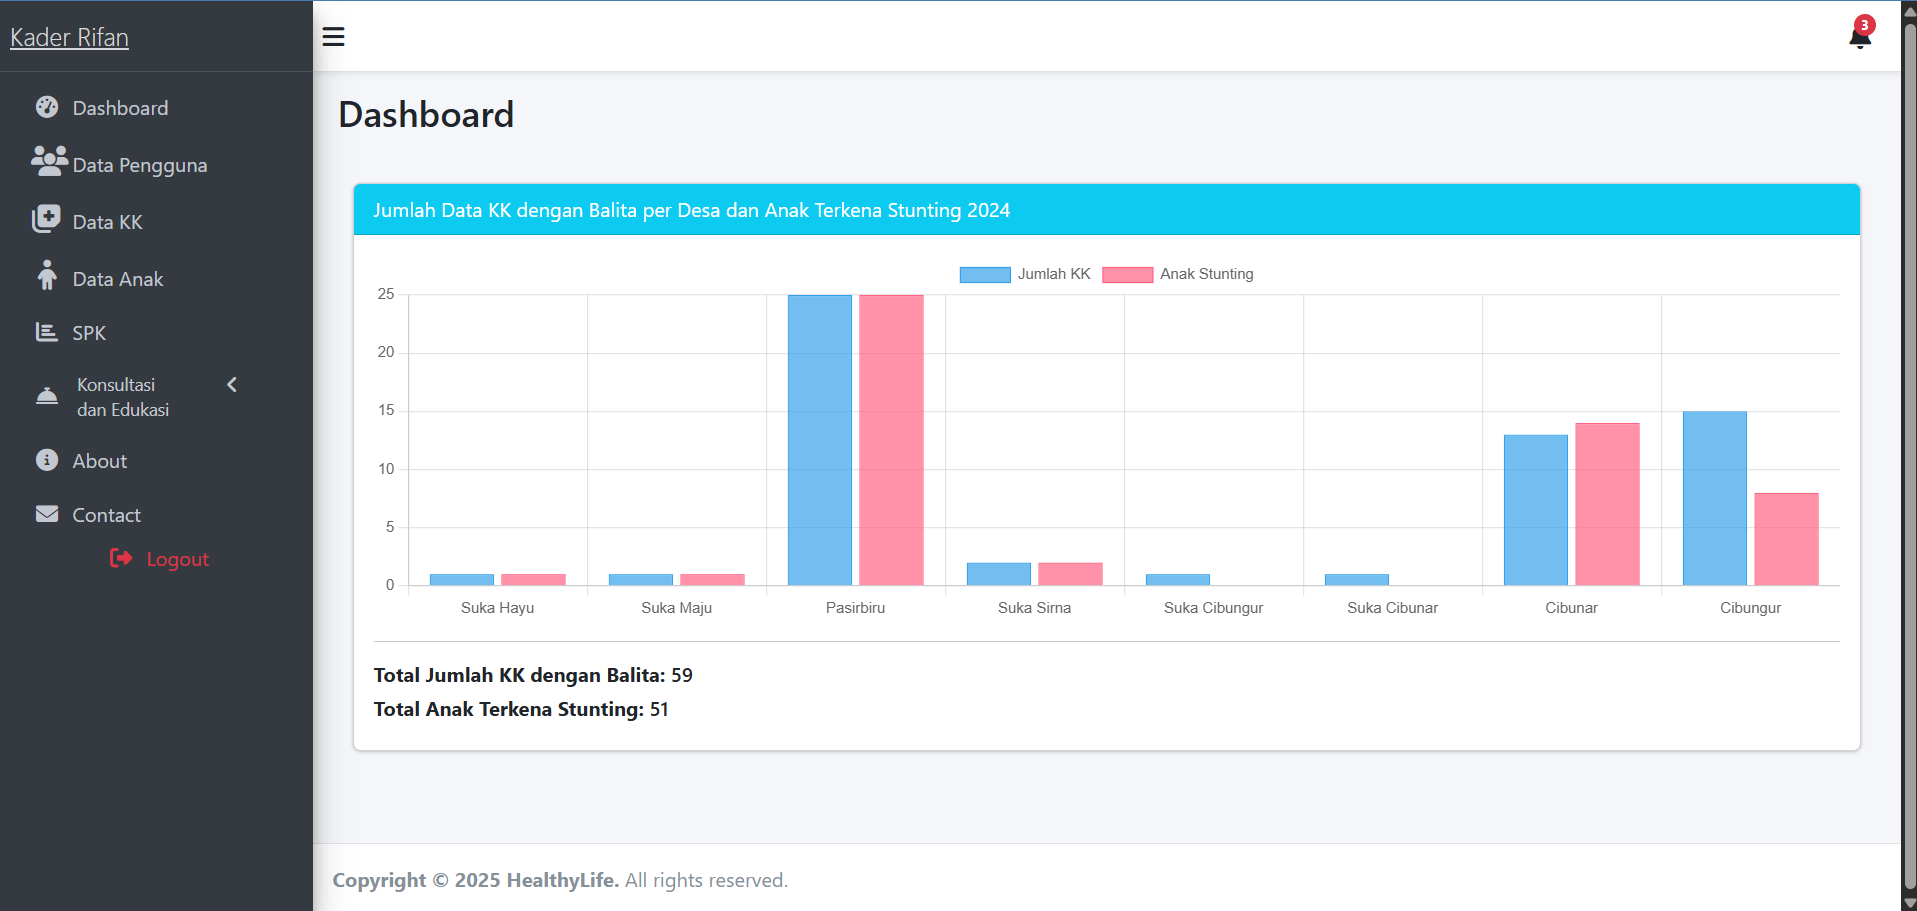 Kader Rifan
3
Dashboard
Data Pengguna
Data KK
Data Anak
SPK
Konsultasi
dan Edukasi
About
Contact
Logout
Dashboard
Jumlah Data KK dengan Balita per Desa dan Anak Terkena Stunting 2024
Jumlah KK Anak Stunting
25
20
15
10
5
0
Suka Hayu Suka Maju Pasirbiru Suka Sirna Suka Cibungur Suka Cibunar Cibunar Cibungur
Total Jumlah KK dengan Balita: 59
Total Anak Terkena Stunting: 51
Copyright © 2025 HealthyLife. All rights reserved.